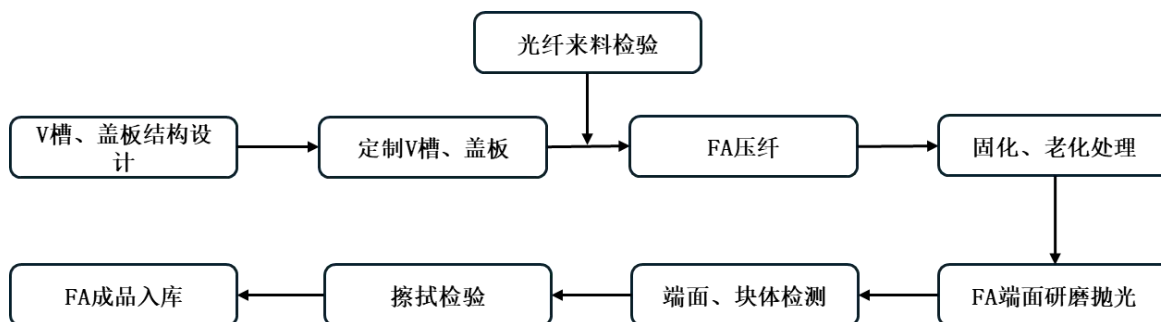 光纤来料检验
V槽、盖板结构设
计
定制V槽、盖板
FA压纤
固化、老化处理
FA成品入库
擦拭检验
端面、块体检测
FA端面研磨抛光